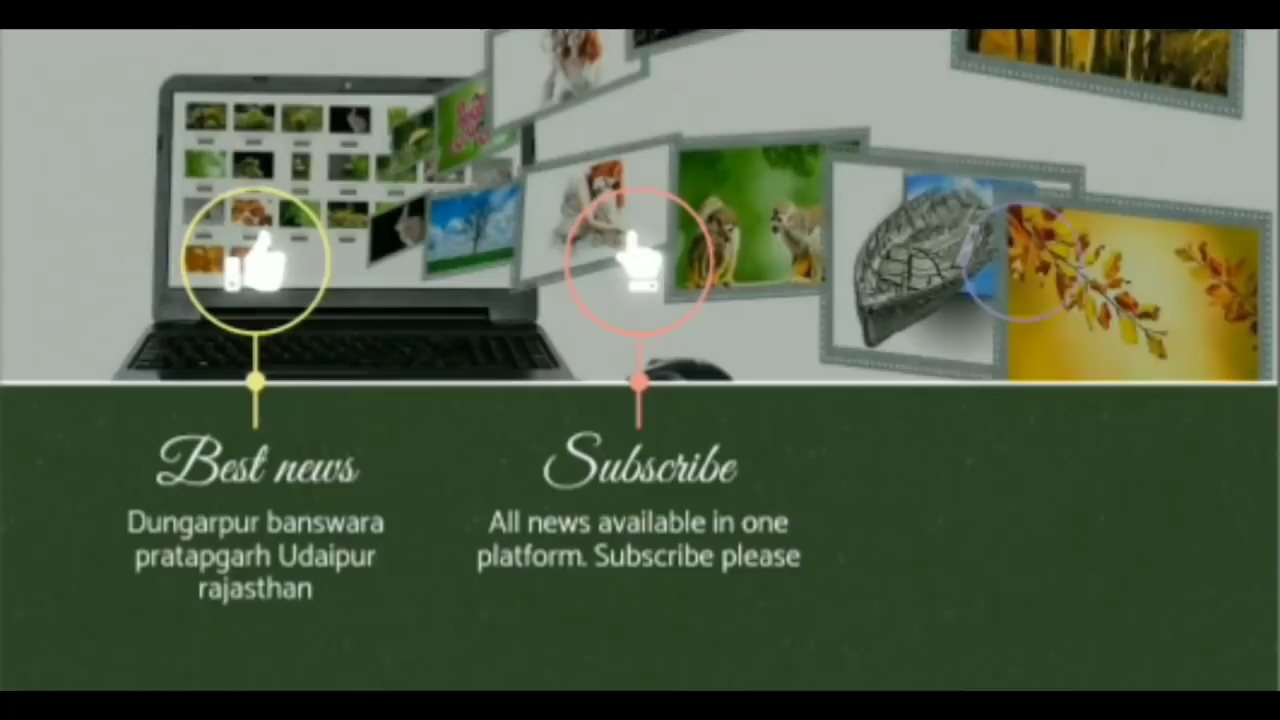 Best news
Dungarpur banswara
pratapgarh Udaipur
rajasthan
Subscribe
All news available in one
platform. Subscribe please